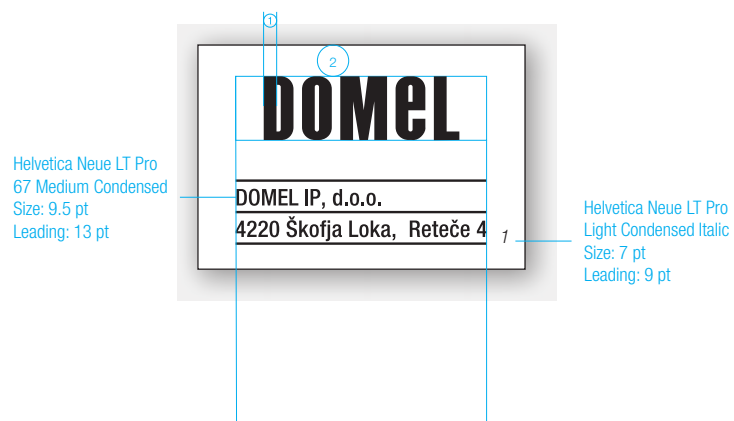 1
2
DOMeL
Helvetica Neue LT Pro
67 Medium Condensed
Size: 9.5 pt
Leading: 13 pt
DOMEL IP, d.o.o.
4220 Škofja Loka, Reteče 4
1
Helvetica Neue LT Pro
Light Condensed Italic
Size: 7 pt
Leading: 9 pt